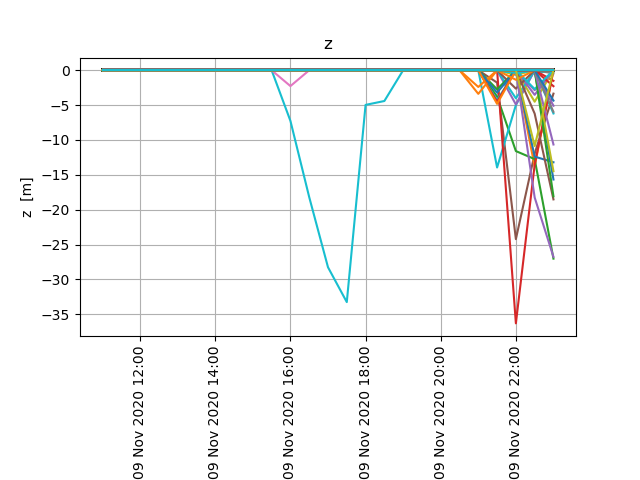 z
z [m]
0
−5
−10
−15
−20
−25
−30
−35
09 Nov 2020 12:00
09 Nov 2020 14:00
09 Nov 2020 16:00
09 Nov 2020 18:00
09 Nov 2020 20:00
09 Nov 2020 22:00